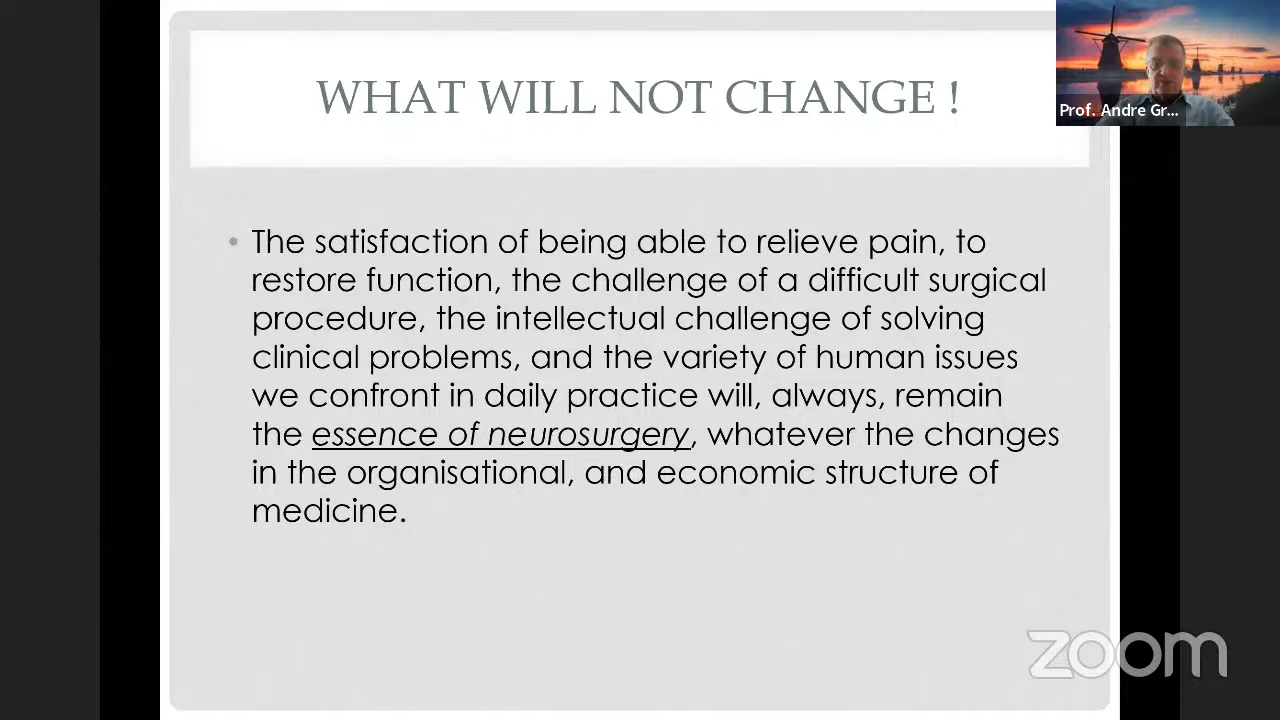 WHAT WILL NOT CHANGE !
Prof. Andre Gr...
• The satisfaction of being able to relieve pain, to
restore function, the challenge of a difficult surgical
procedure, the intellectual challenge of solving
clinical problems, and the variety of human issues
we confront in daily practice will, always, remain
the essence of neurosurgery, whatever the changes
in the organisational, and economic structure of
medicine.
zoom